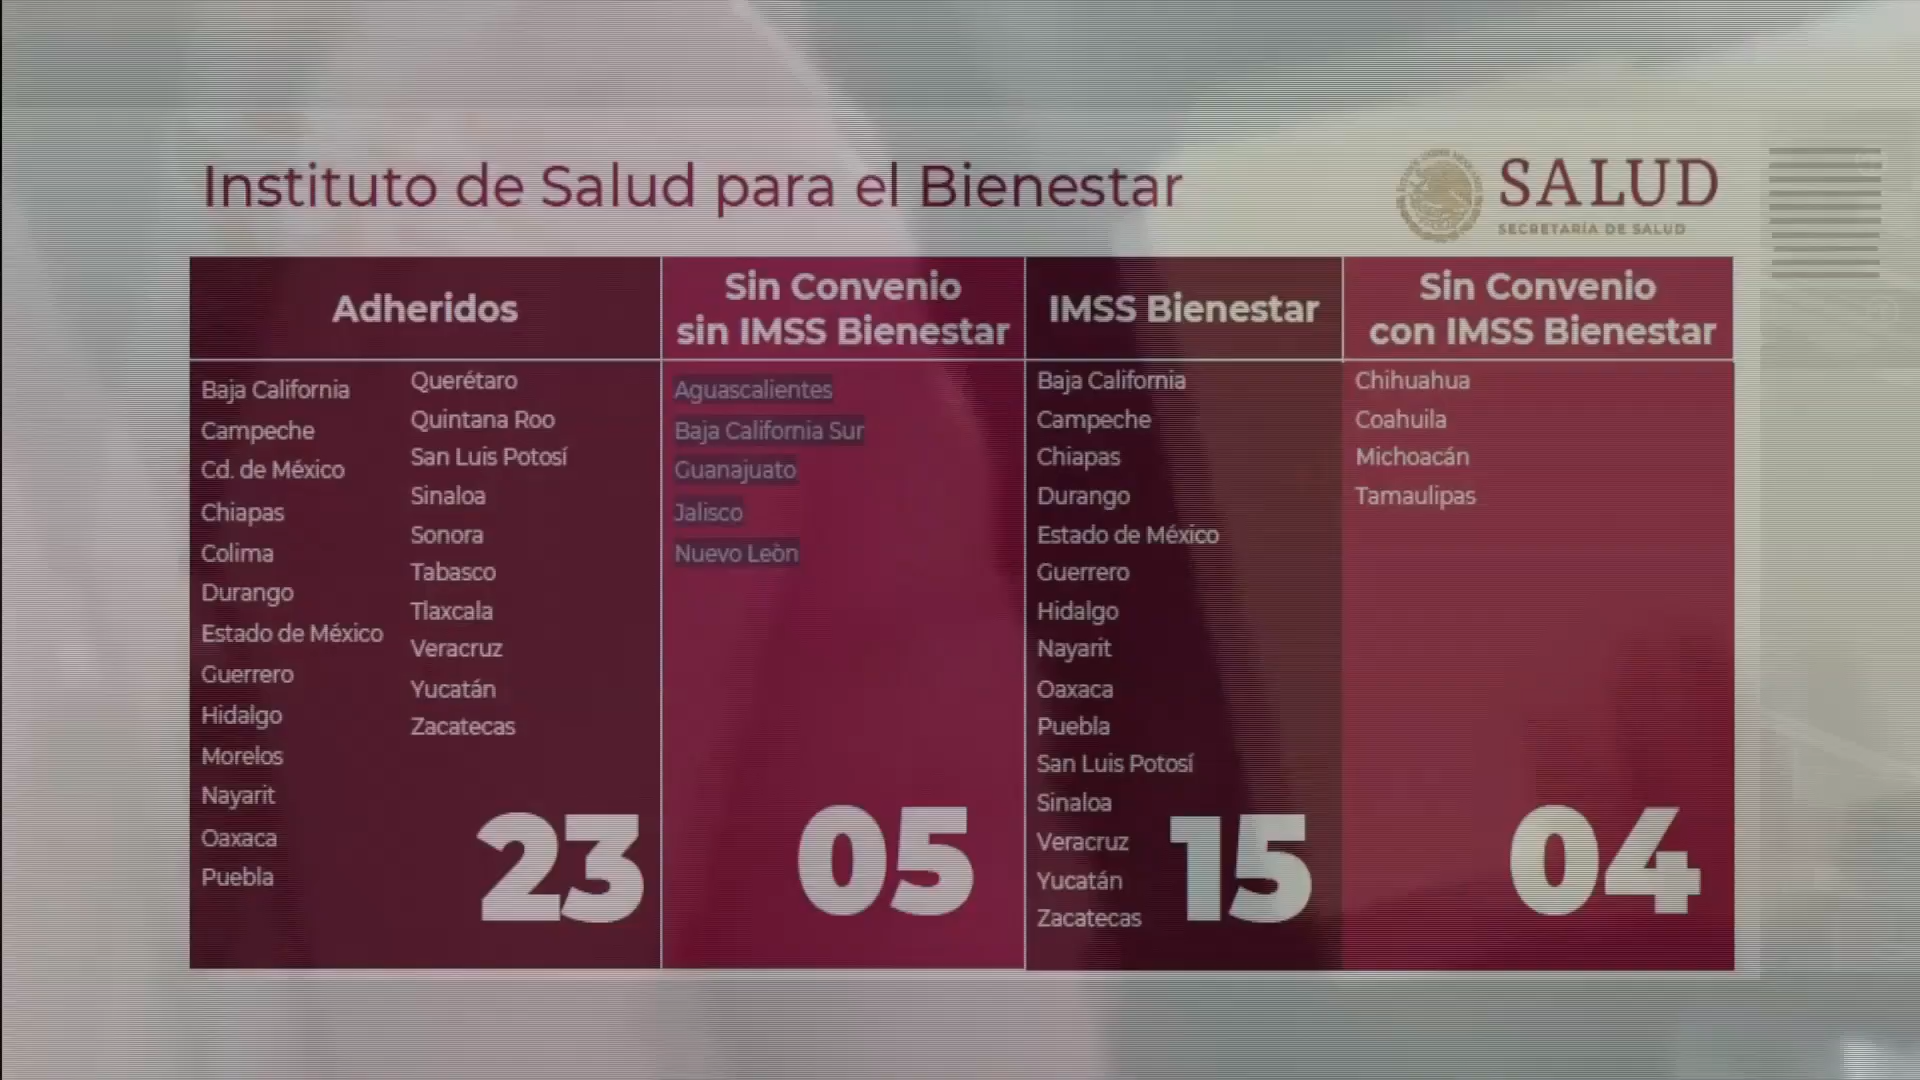 Instituto de Salud para el Bienestar
SALUD
SECRETARÍA DE SALUD
Adheridos
Baja California
Campeche
Cd. de México
Chiapas
Colima
Durango
Estado de México
Guerrero
Hidalgo
Morelos
Nayarit
Oaxaca
Puebla
Querétaro
Quintana Roo
San Luis Potosí
Sinaloa
Sonora
Tabasco
Tlaxcala
Veracruz
Yucatán
Zacatecas
23
Sin Convenio
sin IMSS Bienestar
Aguascalientes
Baja California Sur
Guanajuato
Jalisco
Nuevo Leòn
05
IMSS Bienestar
Baja California
Campeche
Chiapas
Durango
Estado de México
Guerrero
Hidalgo
Nayarit
Oaxaca
Puebla
San Luis Potosí
Sinaloa
Veracruz
Yucatán
Zacatecas
15
Sin Convenio
con IMSS Bienestar
Chihuahua
Coahuila
Michoacán
Tamaulipas
04